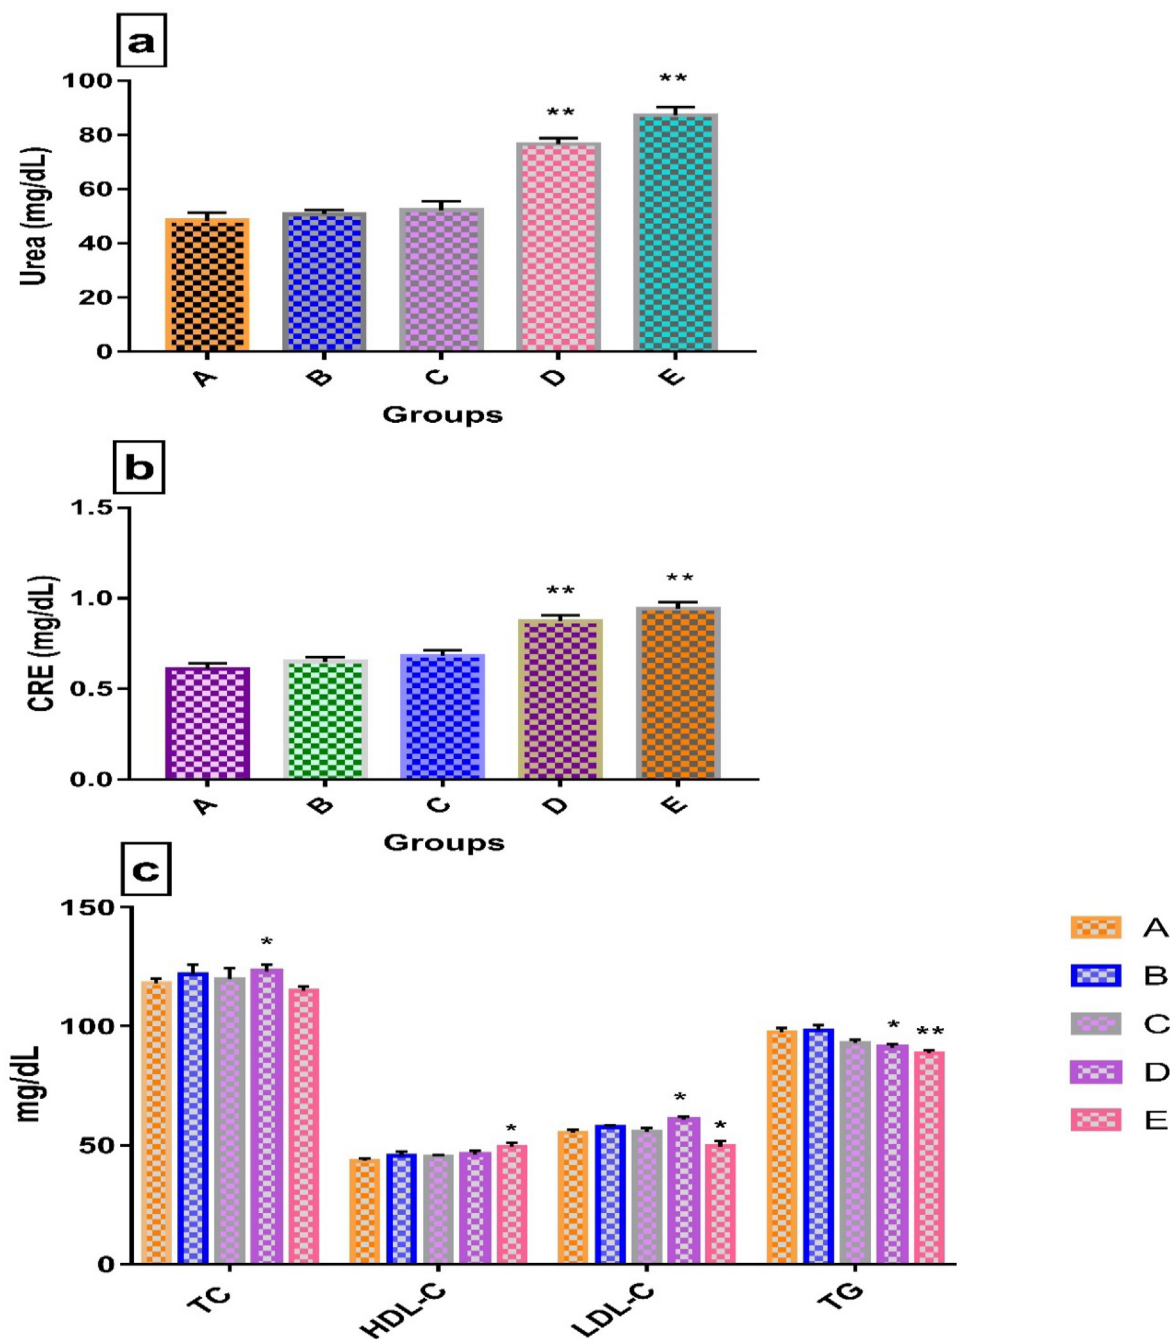 a
100
80
60
40
20
0
Urea (mg/dL)
** **
A B C D E
Groups
b
1.5
1.0
0.5
0.0
CRE (mg/dL)
** **
A B C D E
Groups
c
150
100
50
0
mg/dL
* * * * * **
TC HDL-C LDL-C TG
A
B
C
D
E